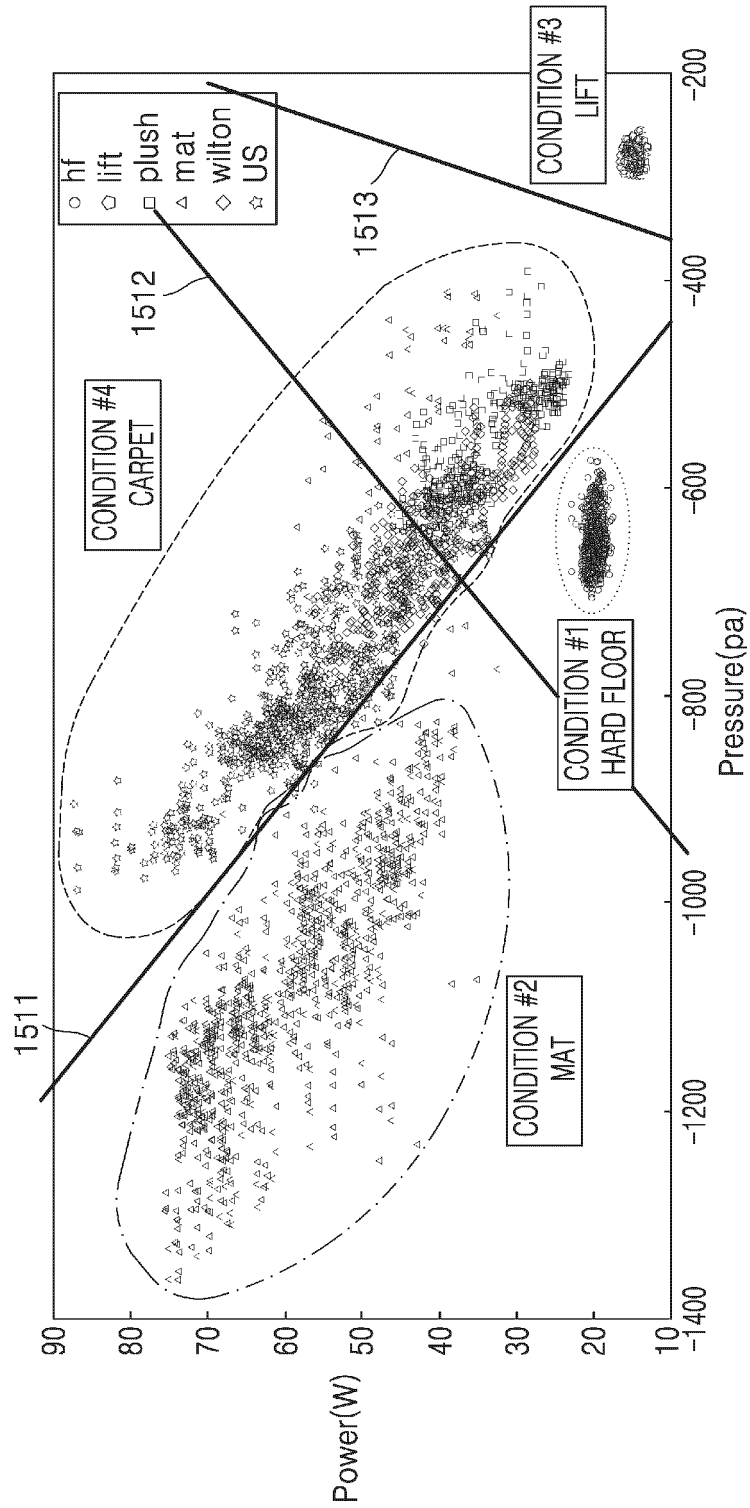 1511
1512
1513
hf
lift
plush
mat
wilton
US
CONDITION #4
CARPET
CONDITION #2
MAT
CONDITION #1
HARD FLOOR
CONDITION #3
LIFT
Power(W)
90
80
70
60
50
40
30
20
10
-1400
-1200
-1000
-800
-600
-400
-200
Pressure(pa)